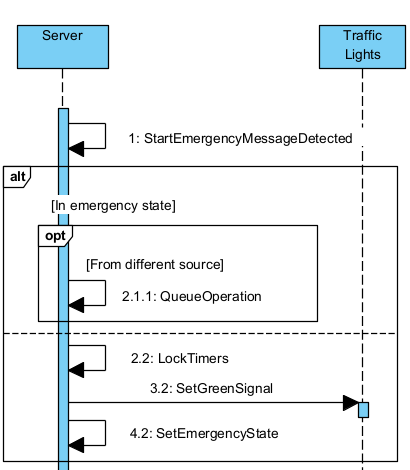 Server
Traffic
Lights
1: StartEmergencyMessageDetected
alt
[In emergency state]
opt
[From different source]
2.1.1: QueueOperation
2.2: LockTimers
3.2: SetGreenSignal
4.2: SetEmergencyState